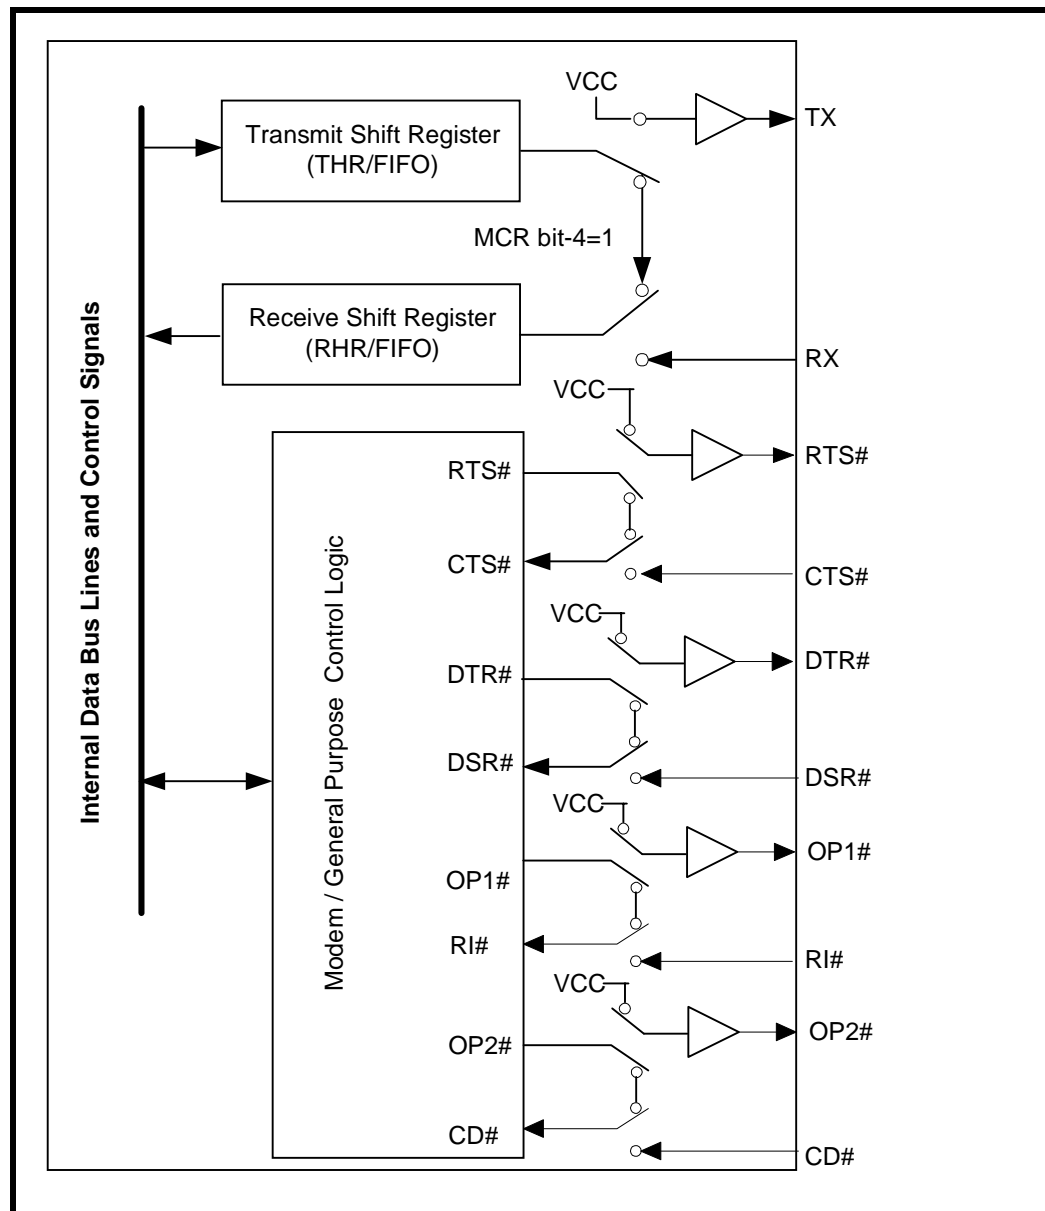 VCC
TX
Transmit Shift Register
(THR/FIFO)
MCR bit-4=1
Receive Shift Register
(RHR/FIFO)
RX
Internal Data Bus Lines and Control Signals
VCC
RTS#
RTS#
CTS#
CTS#
Modem / General Purpose Control Logic
VCC
DTR#
DTR#
DSR#
DSR#
VCC
OP1#
OP1#
RI#
RI#
VCC
OP2#
OP2#
CD#
CD#